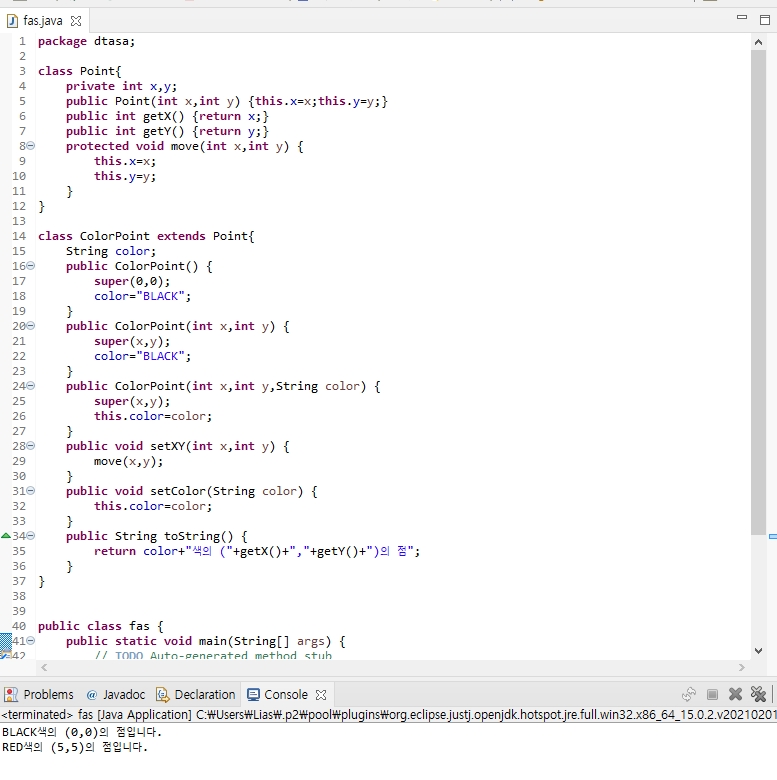 fas.java
1 package dtasa;
2
3 class Point{
4     private int x,y;
5     public Point(int x,int y) {this.x=x;this.y=y;}
6     public int getX() {return x;}
7     public int getY() {return y;}
8     protected void move(int x,int y) {
9         this.x=x;
10         this.y=y;
11     }
12 }
13
14 class ColorPoint extends Point{
15     String color;
16     public ColorPoint() {
17         super(0,0);
18         color="BLACK";
19     }
20     public ColorPoint(int x,int y) {
21         super(x,y);
22         color="BLACK";
23     }
24     public ColorPoint(int x,int y,String color) {
25         super(x,y);
26         this.color=color;
27     }
28     public void setXY(int x,int y) {
29         move(x,y);
30     }
31     public void setColor(String color) {
32         this.color=color;
33     }
34     public String toString() {
35         return color+"색의 ("+getX()+","+getY()+")의 점";
36     }
37 }
38
39
40 public class fas {
41     public static void main(String[] args) {
42         // TODO Auto-generated method stub
Problems @ Javadoc Declaration Console
<terminated> fas [Java Application] C:₩Users₩Lias₩.p2₩pool₩plugins₩org.eclipse.justj.openjdk.hotspot.jre.full.win32.x86_64_15.0.2.v20210201
BLACK색의 (0,0)의 점입니다.
RED색의 (5,5)의 점입니다.